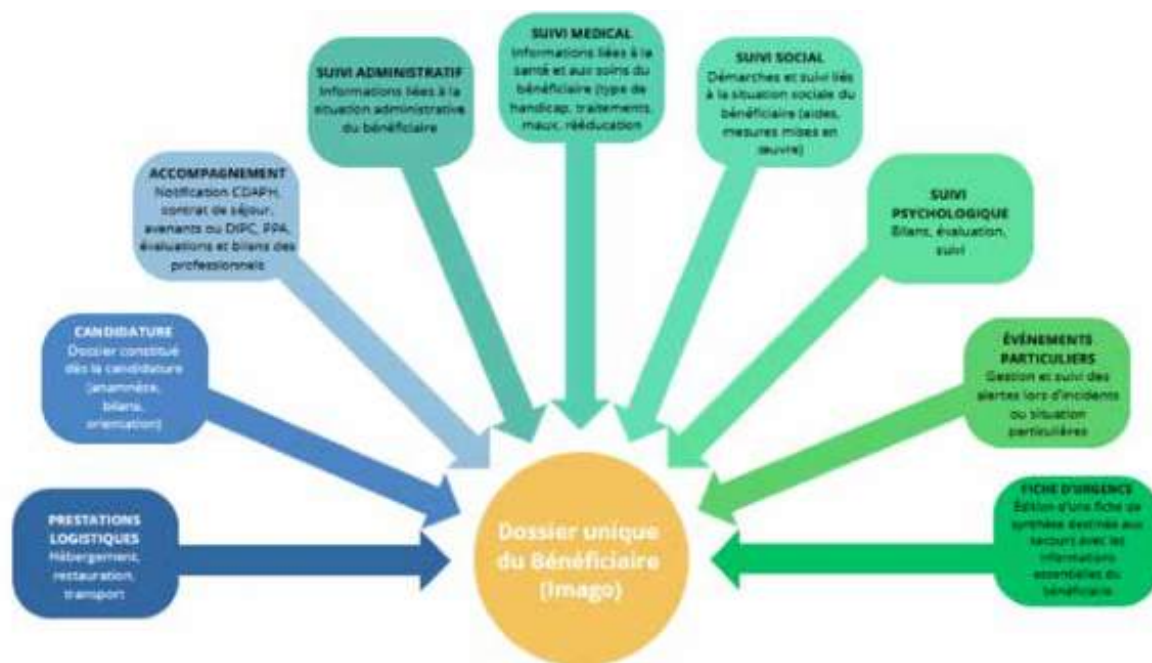 SUIVI MEDICAL
Informations liées à la
santé et aux soins du
bénéficiaire (type de
handicap, traitements,
maux, rééducation
SUIVI ADMINISTRATIF
Informations liées à la
situation administrative
du bénéficiaire
SUIVI SOCIAL
Démarches et suivi liés
à la situation sociale du
bénéficiaire (aides,
mesures mises en
œuvre)
ACCOMPAGNEMENT
Notification CDAPH,
contrat de séjour,
avenants ou DIPC, PPA,
évaluations et bilans des
professionnels
SUIVI
PSYCHOLOGIQUE
Bilans, évaluation,
suivi
CANDIDATURE
Dossier constitué
dès la candidature
(anamnèse,
bilans,
orientation)
ÉVÉNEMENTS
PARTICULIERS
Gestion et suivi des
alertes lors d'incidents
ou situation
particulières
PRESTATIONS
LOGISTIQUES
Hébergement,
restauration,
transport
FICHE D'URGENCE
Edition d'une fiche de
synthèse destinée aux
secours avec les
informations
essentielles du
bénéficiaire
Dossier unique
du Bénéficiaire
(Imago)